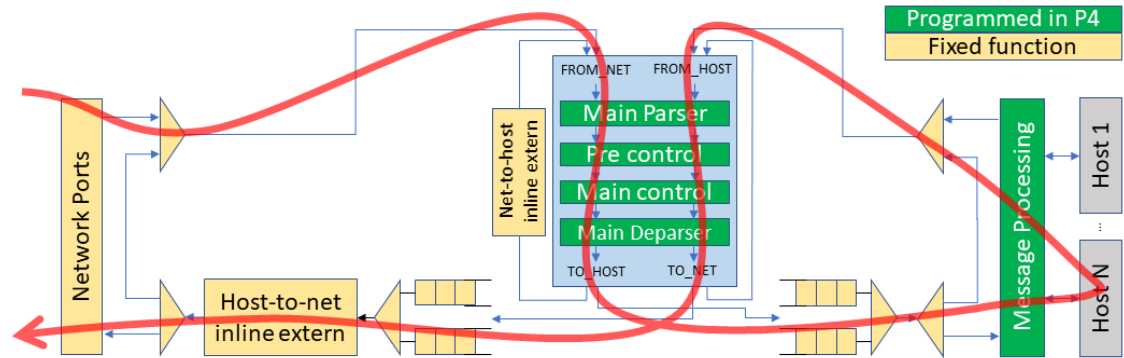 Programmed in P4
Fixed function
FROM_NET
FROM_HOST
Main Parser
Pre control
Main control
Main Deparser
TO_HOST
TO_NET
Net-to-host
inline extern
Network Ports
Host-to-net
inline extern
Message Processing
Host 1
...
Host N